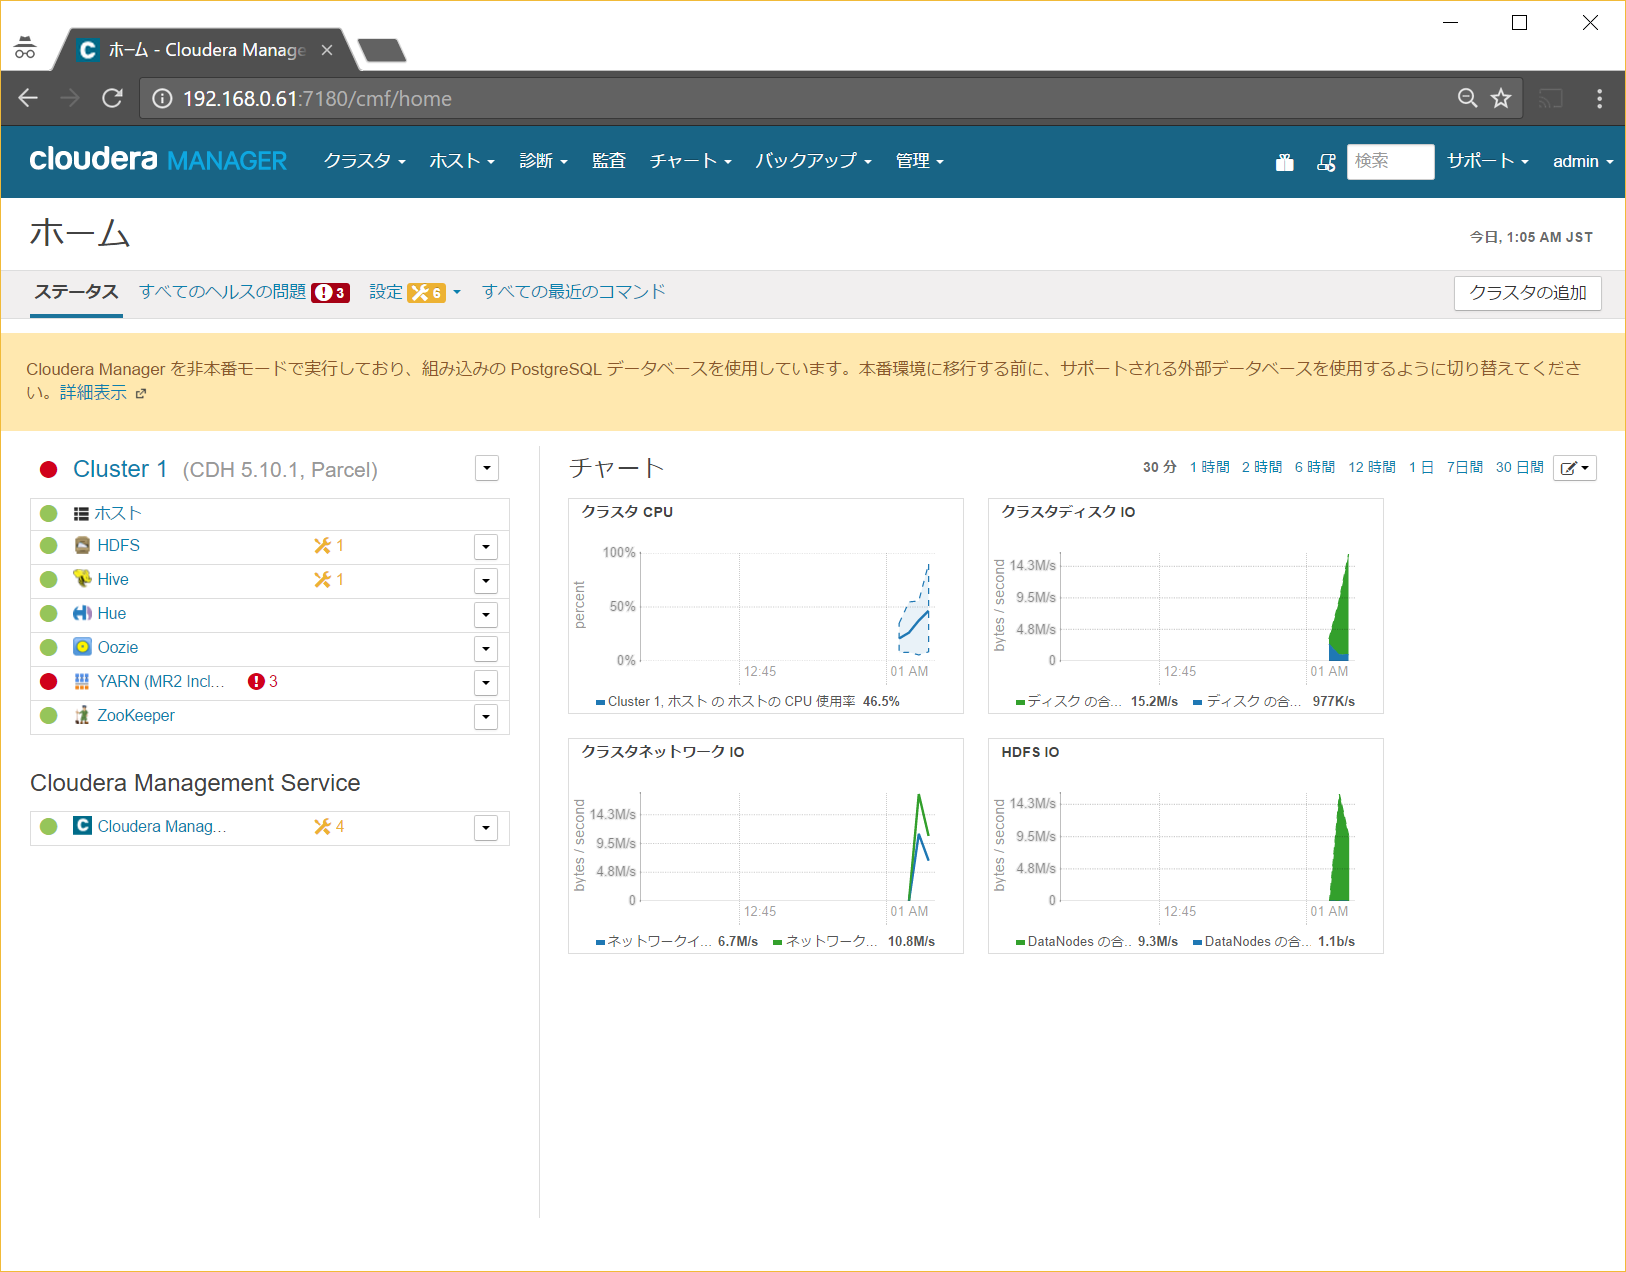 ホーム - Cloudera Manage
192.168.0.61:7180/cmf/home
cloudera MANAGER クラスタ ホスト 診断 監査 チャート バックアップ 管理 検索 サポート admin
ホーム
今日, 1:05 AM JST
ステータス すべてのヘルスの問題 3 設定 6 すべての最近のコマンド クラスタの追加
Cloudera Manager を非本番モードで実行しており、組み込みの PostgreSQL データベースを使用しています。本番環境に移行する前に、サポートされる外部データベースを使用するように切り替えてくださ
い。詳細表示
Cluster 1 (CDH 5.10.1, Parcel)
ホスト
HDFS 1
Hive 1
Hue
Oozie
YARN (MR2 Incl... 3
ZooKeeper
Cloudera Management Service
Cloudera Manag... 4
チャート
30 分 1 時間 2 時間 6 時間 12 時間 1 日 7日間 30 日間
クラスタ CPU
percent
100%
50%
0%
12:45 01 AM
Cluster 1, ホスト の ホストの CPU 使用率 46.5%
クラスタディスク IO
bytes / second
14.3M/s
9.5M/s
4.8M/s
0
12:45 01 AM
ディスク の合... 15.2M/s ディスク の合... 977K/s
クラスタネットワーク IO
bytes / second
14.3M/s
9.5M/s
4.8M/s
0
12:45 01 AM
ネットワークイ... 6.7M/s ネットワーク... 10.8M/s
HDFS IO
bytes / second
14.3M/s
9.5M/s
4.8M/s
0
12:45 01 AM
DataNodes の合.. 9.3M/s DataNodes の合... 1.1b/s